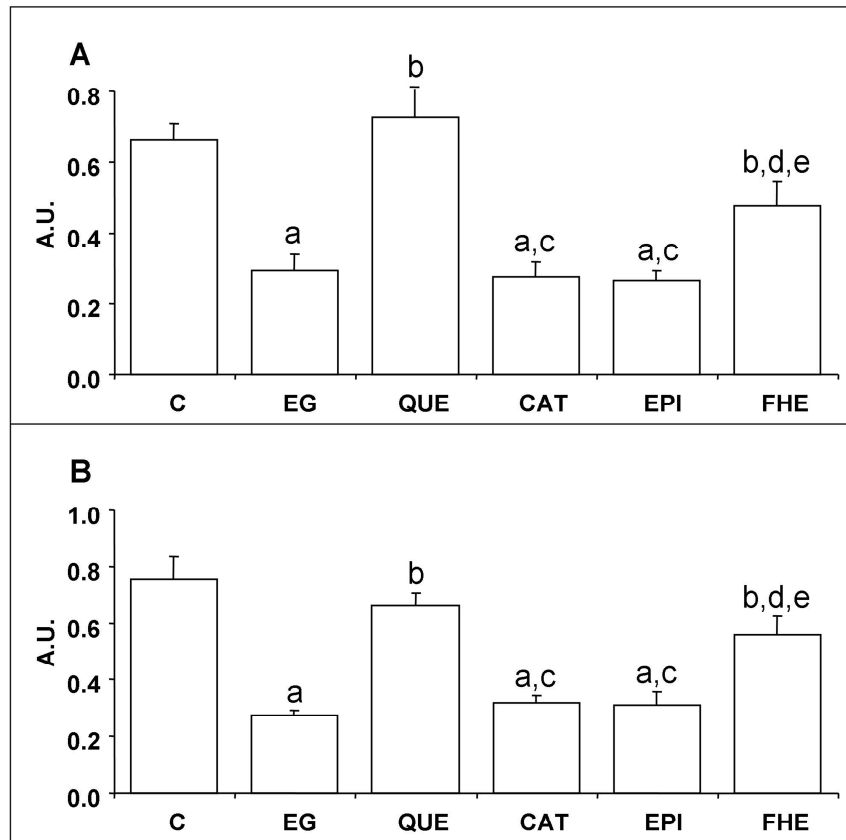 A
b
0.8
0.6
b,d,e
A.U.
0.4
a
a,c
a,c
0.2
0.0
C EG QUE CAT EPI FHE
B
1.0
0.8
b
b,d,e
0.6
A.U.
0.4
a
a,c
a,c
0.2
0.0
C EG QUE CAT EPI FHE